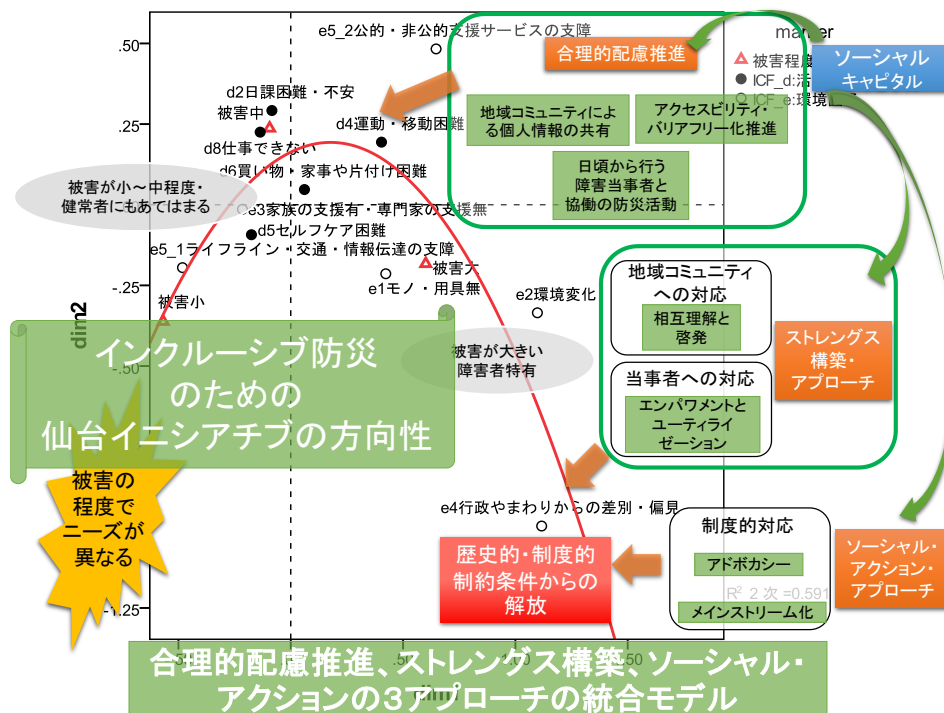 .50
e5_2公的・非公的支援サービスの支障
合理的配慮推進
被害程度
ICF_d:活
ICF_e:環境
ソーシャル
キャピタル
d2日課困難・不安
被害中
.25
d4運動・移動困難
d8仕事できない
d6買い物・家事や片付け困難
地域コミュニティによ
る個人情報の共有
アクセスビリティ・
バリアフリー化推進
日頃から行う
障害当事者と
協働の防災活動
被害が小～中程度・
健常者にもあてはまる
e3家族の支援有・専門家の支援無
d5セルフケア困難
e5_1ライフライン・交通・情報伝達の支障
被害大
-.25
被害小
e1モノ・用具無
e2環境変化
dim2
地域コミュニティ
への対応
相互理解と
啓発
当事者への対応
エンパワメントと
ユーティライ
ゼーション
ストレングス
構築・
アプローチ
被害が大きい
障害者特有
-.50
インクルーシブ防災
のための
仙台イニシアチブの方向性
被害の
程度で
ニーズが
異なる
e4行政やまわりからの差別・偏見
歴史的・制度的
制約条件からの
解放
制度的対応
アドボカシー
R² 2 次 =0.591
メインストリーム化
ソーシャル・
アクション・
アプローチ
-1.25
合理的配慮推進、ストレングス構築、ソーシャル・
アクションの３アプローチの統合モデル